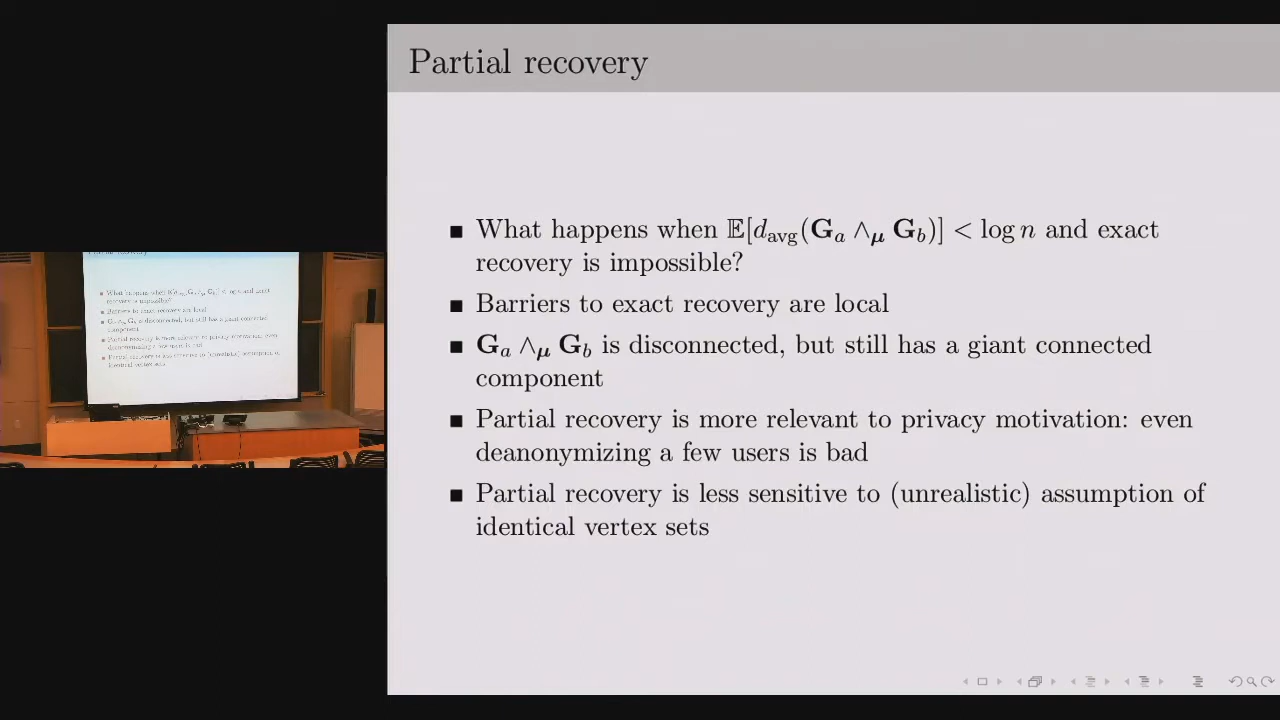 Partial recovery
■ What happens when 𝔼[d_avg(G_a ∧_μ G_b)] < log n and exact
recovery is impossible?
■ Barriers to exact recovery are local
■ G_a ∧_μ G_b is disconnected, but still has a giant connected
component
■ Partial recovery is more relevant to privacy motivation: even
deanonymizing a few users is bad
■ Partial recovery is less sensitive to (unrealistic) assumption of
identical vertex sets